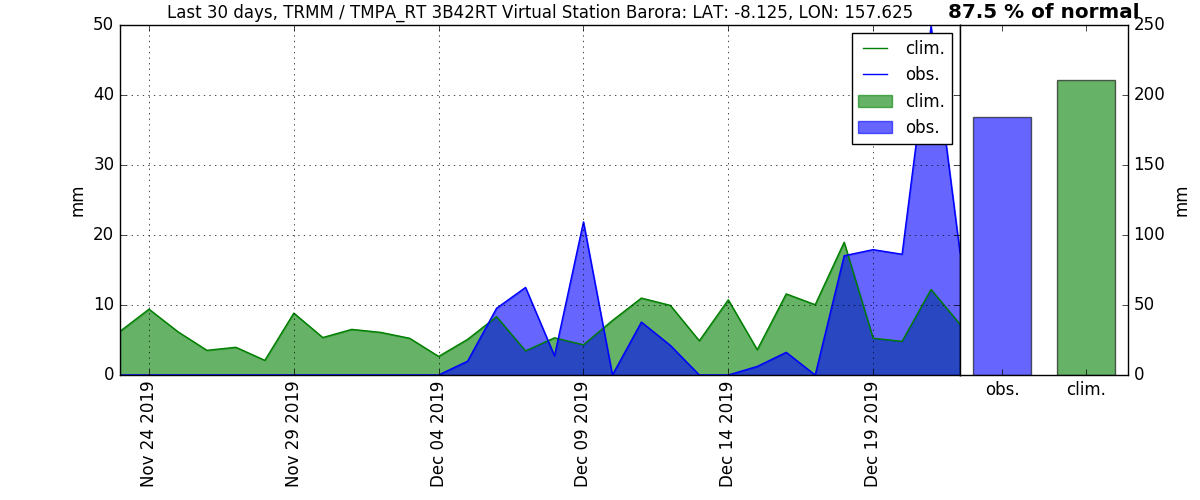 Last 30 days, TRMM / TMPA_RT 3B42RT Virtual Station Barora: LAT: -8.125, LON: 157.625
87.5 % of normal
mm
50
40
30
20
10
0
clim.
obs.
clim.
obs.
Nov 24 2019
Nov 29 2019
Dec 04 2019
Dec 09 2019
Dec 14 2019
Dec 19 2019
250
200
150
100
50
0
mm
obs.
clim.